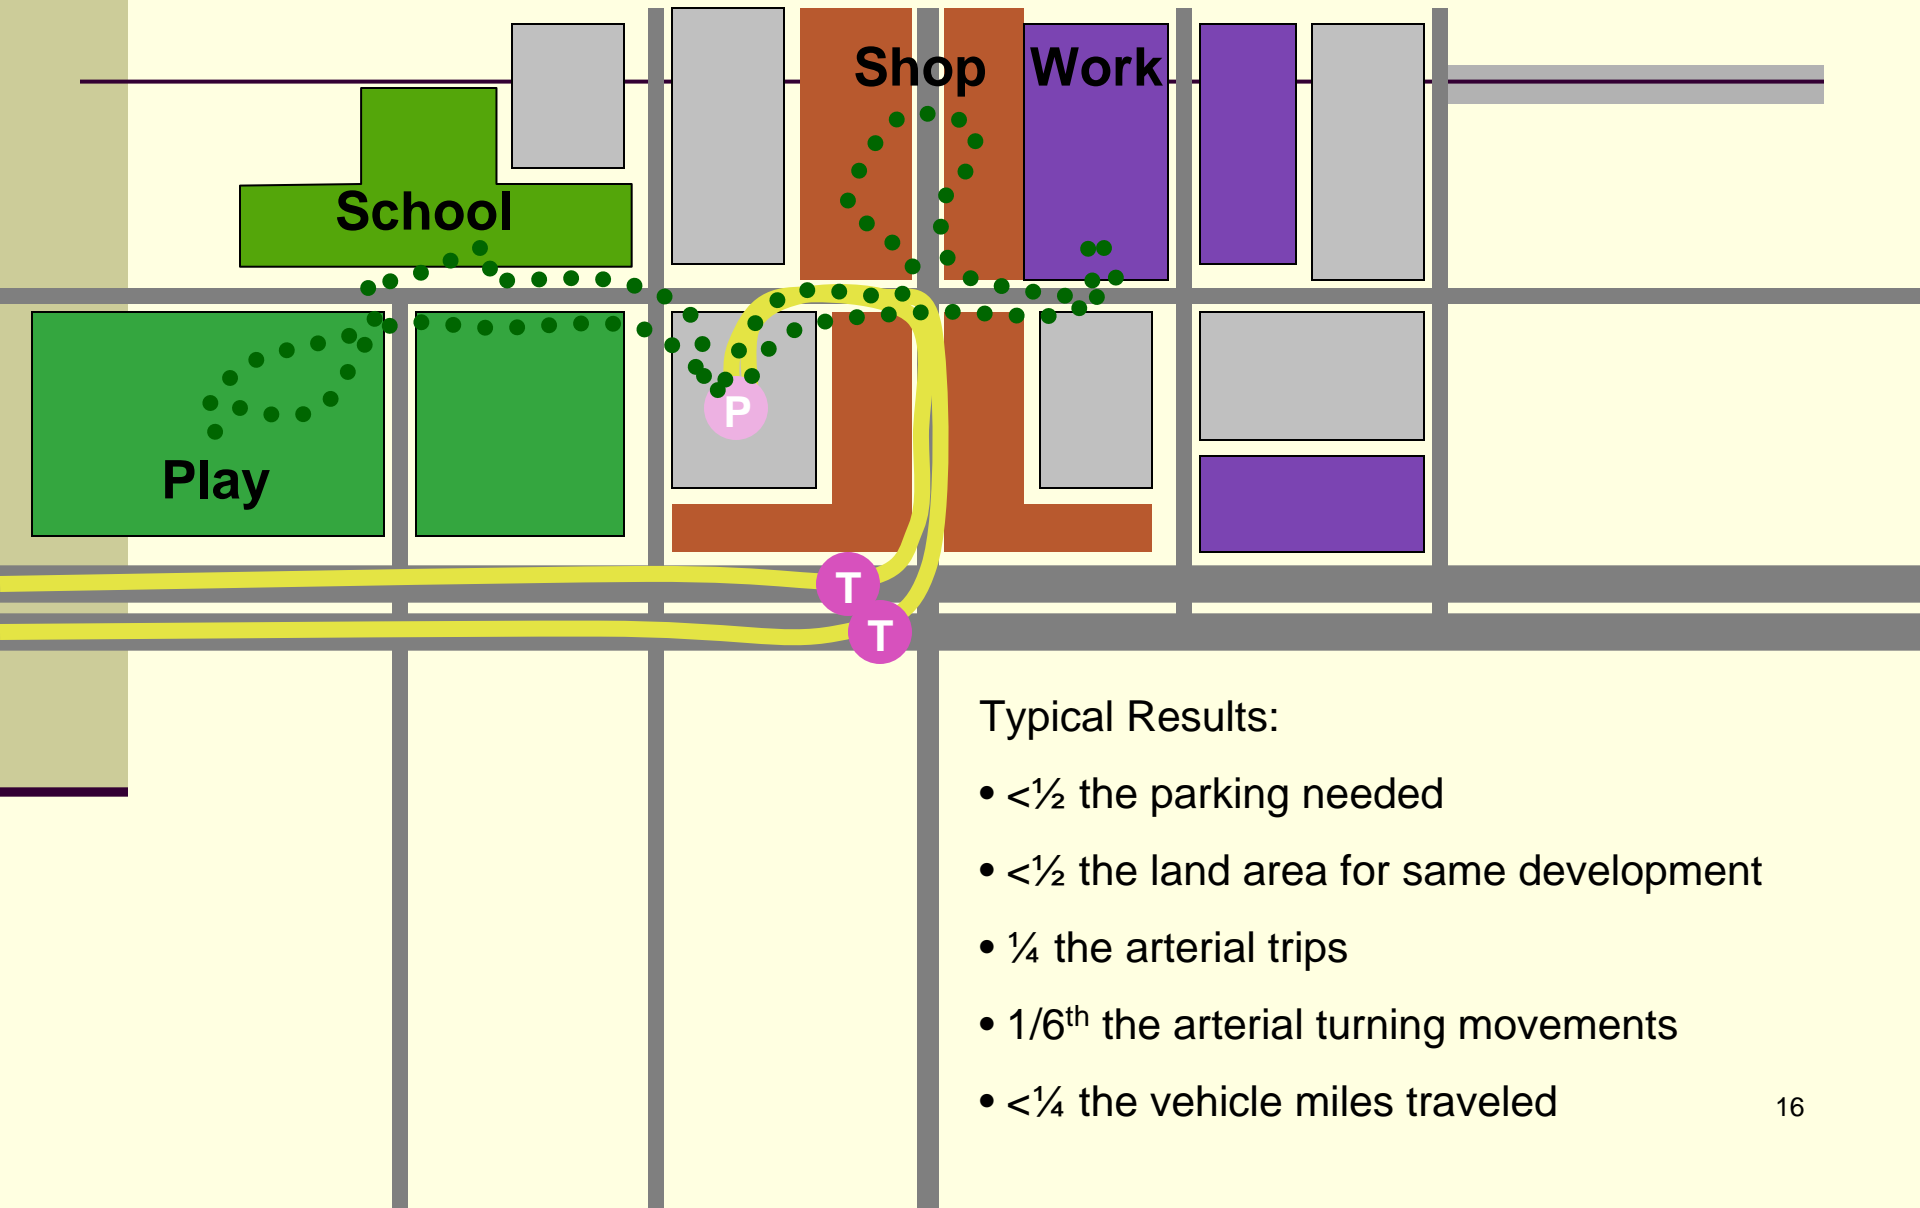 Shop Work
School
P
Play
T
T
Typical Results:
• <½ the parking needed
• <½ the land area for same development
• ¼ the arterial trips
• 1/6th the arterial turning movements
• <¼ the vehicle miles traveled
16